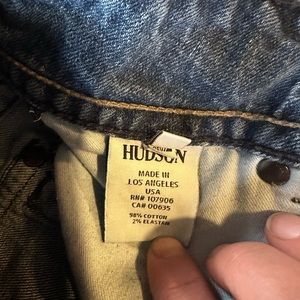 HUDSON
MADE IN
LOS ANGELES
USA
RN# 107906
CA# 00635
98% COTTON
2% ELASTAN